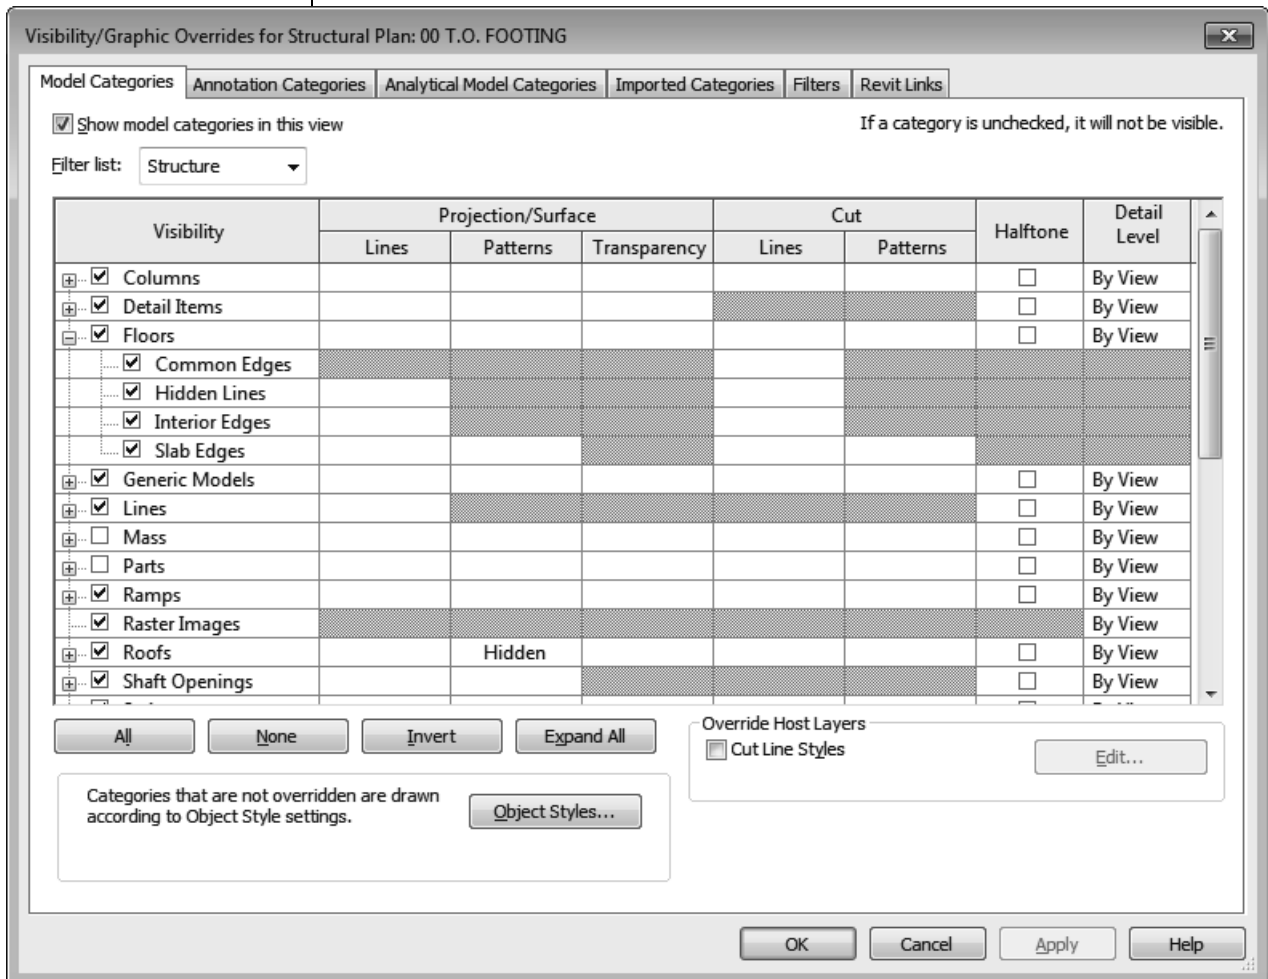 Visibility/Graphic Overrides for Structural Plan: 00 T.O. FOOTING
Model Categories Annotation Categories Analytical Model Categories Imported Categories Filters Revit Links
Show model categories in this view If a category is unchecked, it will not be visible.
Filter list: Structure
Visibility Projection/Surface Cut Halftone Detail Level
Lines Patterns Transparency Lines Patterns
Columns By View
Detail Items By View
Floors By View
Common Edges
Hidden Lines
Interior Edges
Slab Edges
Generic Models By View
Lines By View
Mass By View
Parts By View
Ramps By View
Raster Images By View
Roofs Hidden By View
Shaft Openings By View
All None Invert Expand All
Override Host Layers
Cut Line Styles Edit...
Categories that are not overridden are drawn
according to Object Style settings. Object Styles...
OK Cancel Apply Help